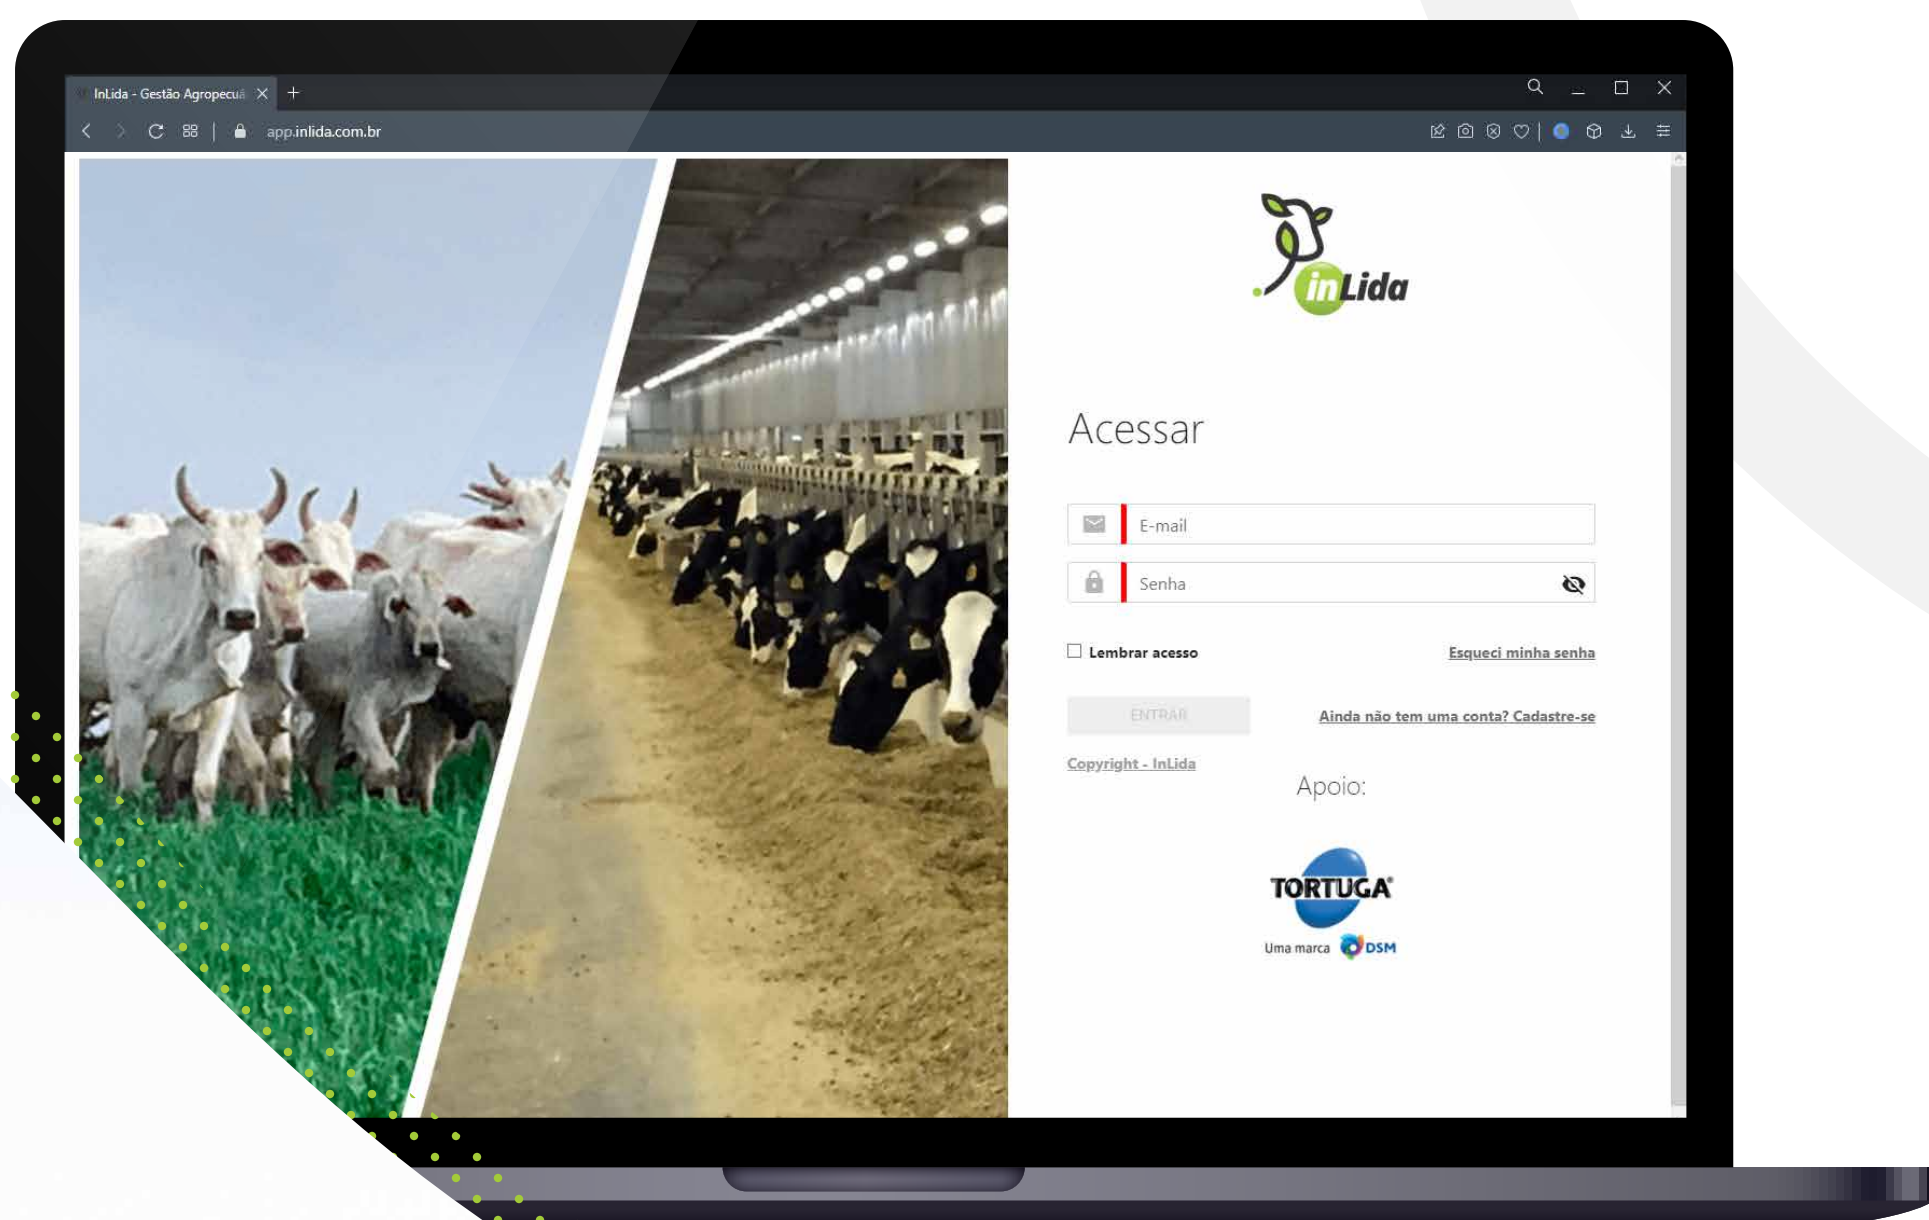 InLida - Gestão Agropecuá
app.inlida.com.br
inLida
Acessar
E-mail
Senha
Lembrar acesso
Esqueci minha senha
ENTRAR
Ainda não tem uma conta? Cadastre-se
Copyright - InLida
Apoio:
TORTUGA®
Uma marca DSM